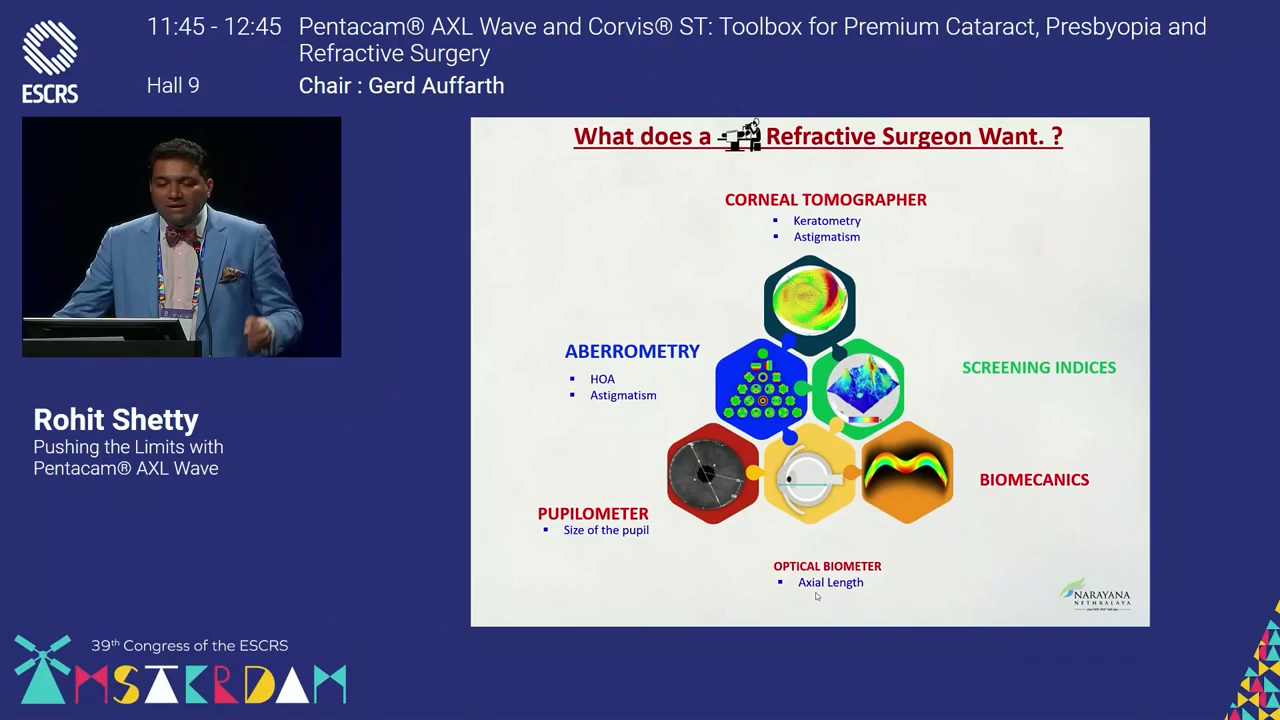 11:45 - 12:45
Pentacam® AXL Wave and Corvis® ST: Toolbox for Premium Cataract, Presbyopia and
Refractive Surgery
ESCRS
Hall 9
Chair : Gerd Auffarth
What does a Refractive Surgeon Want. ?
CORNEAL TOMOGRAPHER
▪ Keratometry
▪ Astigmatism
ABERROMETRY
▪ HOA
▪ Astigmatism
SCREENING INDICES
Rohit Shetty
Pushing the Limits with
Pentacam® AXL Wave
BIOMECANICS
PUPILOMETER
▪ Size of the pupil
OPTICAL BIOMETER
▪ Axial Length
NARAYANA
NETHRALAYA
39th Congress of the ESCRS
AMSTERDAM